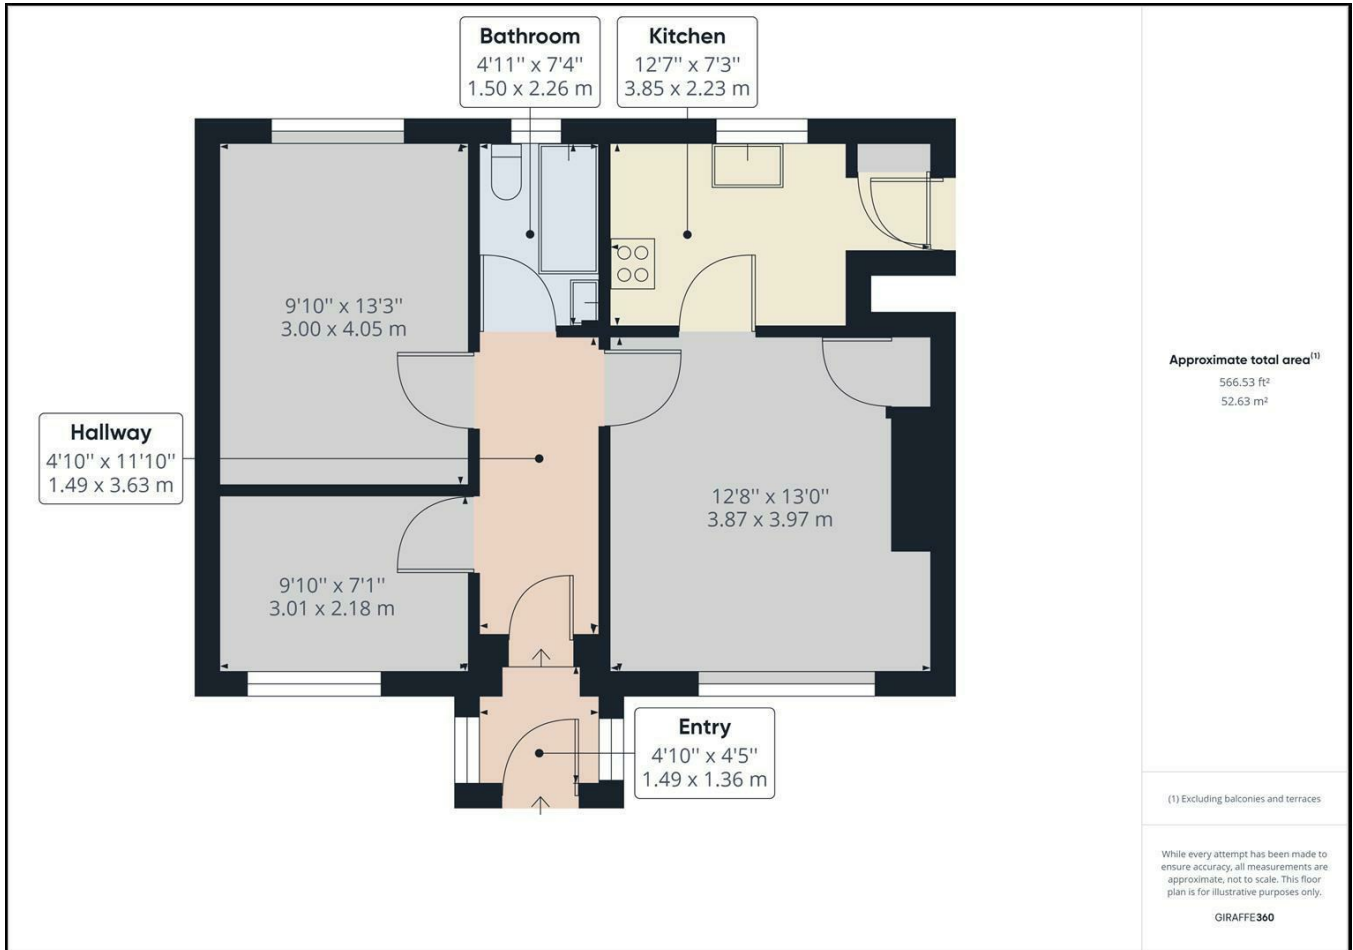 Bathroom
4'11'' x 7'4''
1.50 x 2.26 m
Kitchen
12'7'' x 7'3''
3.85 x 2.23 m
9'10'' x 13'3''
3.00 x 4.05 m
Hallway
4'10'' x 11'10''
1.49 x 3.63 m
12'8'' x 13'0''
3.87 x 3.97 m
9'10'' x 7'1''
3.01 x 2.18 m
Entry
4'10'' x 4'5''
1.49 x 1.36 m
Approximate total area(1)
566.53 ft²
52.63 m²
(1) Excluding balconies and terraces
While every attempt has been made to
ensure accuracy, all measurements are
approximate, not to scale. This floor
plan is for illustrative purposes only.
GIRAFFE360